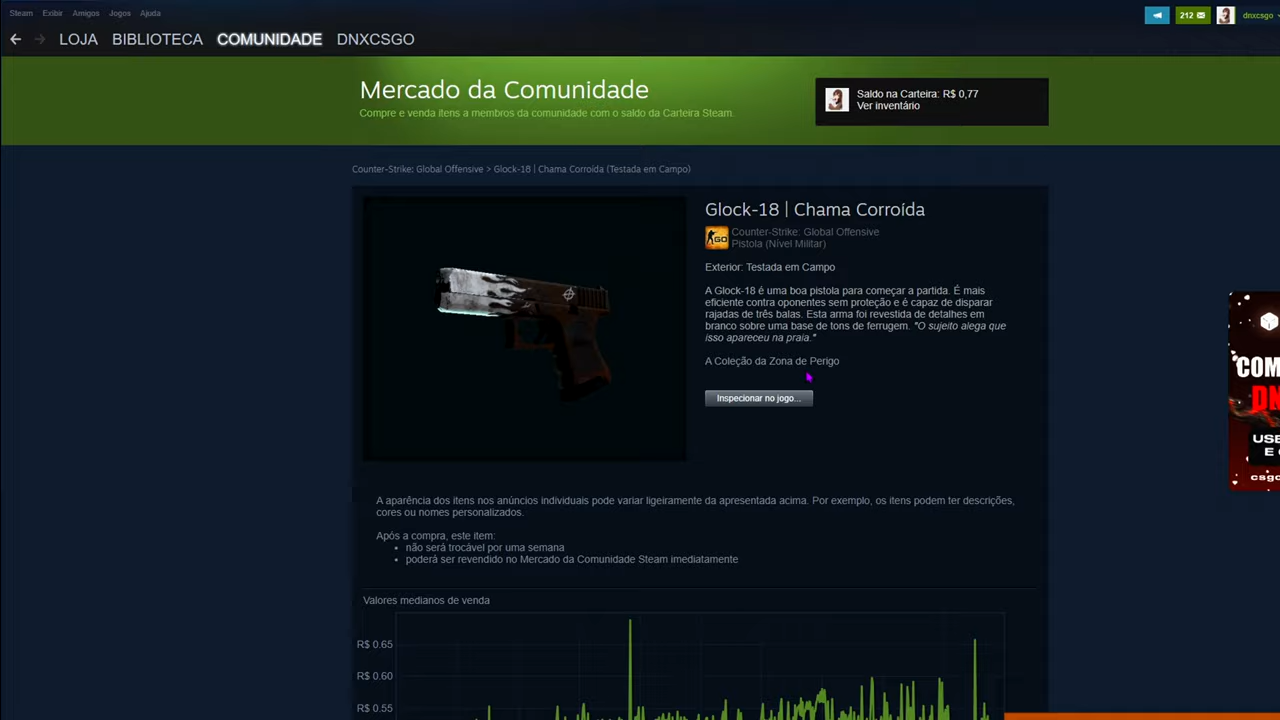 Steam Exibir Amigos Jogos Ajuda
212
dnxcsgo
LOJA BIBLIOTECA COMUNIDADE DNXCSGO
Mercado da Comunidade
Compre e venda itens a membros da comunidade com o saldo da Carteira Steam.
Saldo na Carteira: R$ 0,77
Ver inventário
Counter-Strike: Global Offensive > Glock-18 | Chama Corroída (Testada em Campo)
Glock-18 | Chama Corroída
GO
Counter-Strike: Global Offensive
Pistola (Nível Militar)
Exterior: Testada em Campo
A Glock-18 é uma boa pistola para começar a partida. É mais
eficiente contra oponentes sem proteção e é capaz de disparar
rajadas de três balas. Esta arma foi revestida de detalhes em
branco sobre uma base de tons de ferrugem. "O sujeito alega que
isso apareceu na praia."
A Coleção da Zona de Perigo
Inspecionar no jogo...
COM
DN
USE
E C
csgo
A aparência dos itens nos anúncios individuais pode variar ligeiramente da apresentada acima. Por exemplo, os itens podem ter descrições,
cores ou nomes personalizados.
Após a compra, este item:
• não será trocável por uma semana
• poderá ser revendido no Mercado da Comunidade Steam imediatamente
Valores medianos de venda
R$ 0.65
R$ 0.60
R$ 0.55